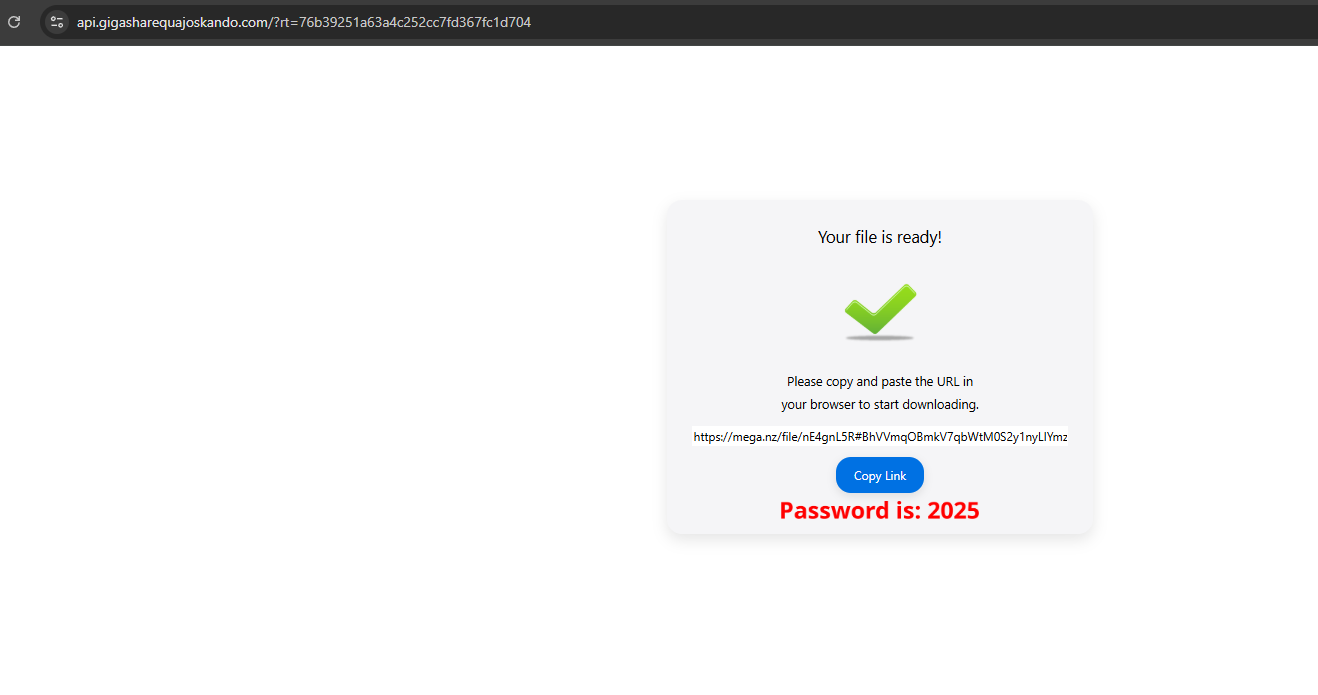 api.gigasharequajoskando.com/?rt=76b39251a63a4c252cc7fd367fc1d704
Your file is ready!
Please copy and paste the URL in
your browser to start downloading.
https://mega.nz/file/nE4gnL5R#BhVVmqOBmkV7qbWtM0S2y1nyLlYmz
Copy Link
Password is: 2025